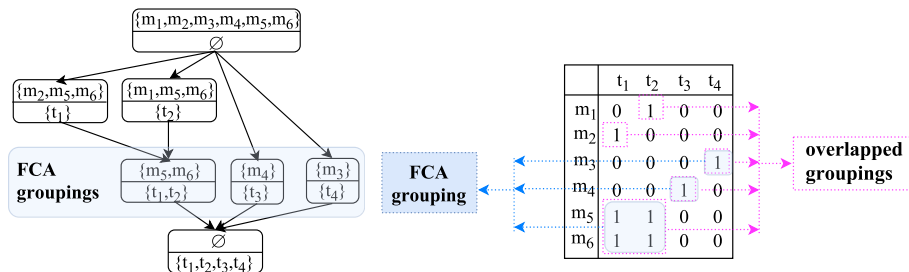 {m₁,m₂,m₃,m₄,m₅,m₆}
∅
{m₂,m₅,m₆}
{t₁}
{m₁,m₅,m₆}
{t₂}
FCA
groupings
{m₅,m₆}
{t₁,t₂}
{m₄}
{t₃}
{m₃}
{t₄}
∅
{t₁,t₂,t₃,t₄}
FCA
grouping
t₁ t₂ t₃ t₄
m₁ 0 1 0 0
m₂ 1 0 0 0
m₃ 0 0 0 1
m₄ 0 0 1 0
m₅ 1 1 0 0
m₆ 1 1 0 0
overlapped
groupings